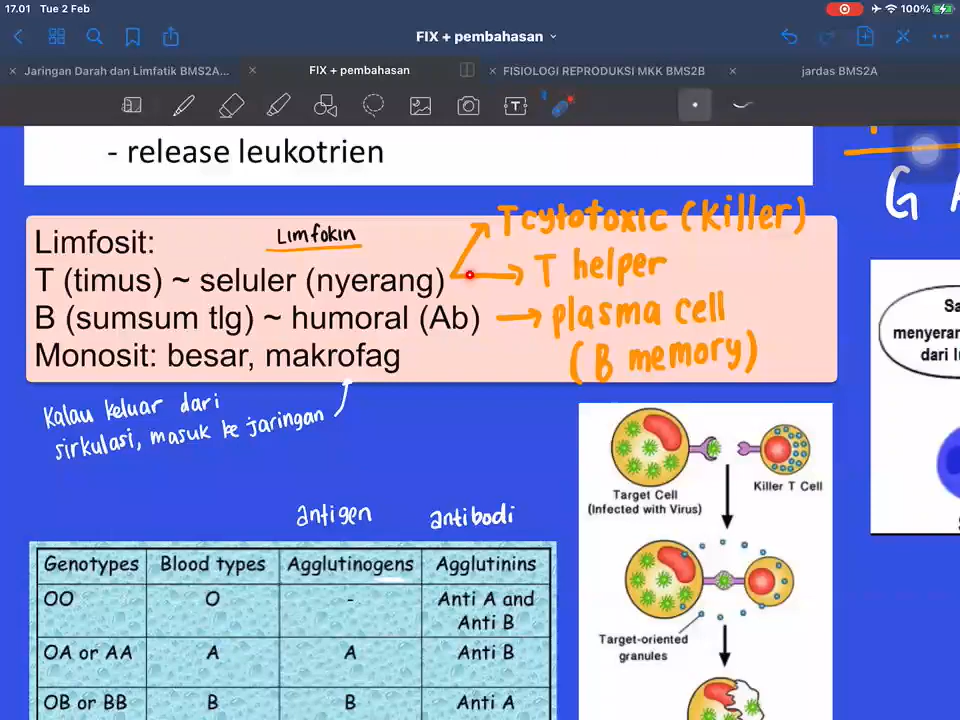 17.01 Tue 2 Feb
100%
FIX + pembahasan
Jaringan Darah dan Limfatik BMS2A...
FIX + pembahasan
FISIOLOGI REPRODUKSI MKK BMS2B
jardas BMS2A
- release leukotrien
G
Limfosit:
Limfokin
T cytotoxic (killer)
T (timus) ~ seluler (nyerang)
T helper
B (sumsum tlg) ~ humoral (Ab)
plasma cell
Monosit: besar, makrofag
(B memory)
Kalau keluar dari
sirkulasi, masuk ke jaringan
menyeran
dari l
Target Cell
(Infected with Virus)
Killer T Cell
Target-oriented
granules
antigen antibodi
Genotypes Blood types Agglutinogens Agglutinins
OO O - Anti A and
Anti B
OA or AA A A Anti B
OB or BB B B Anti A